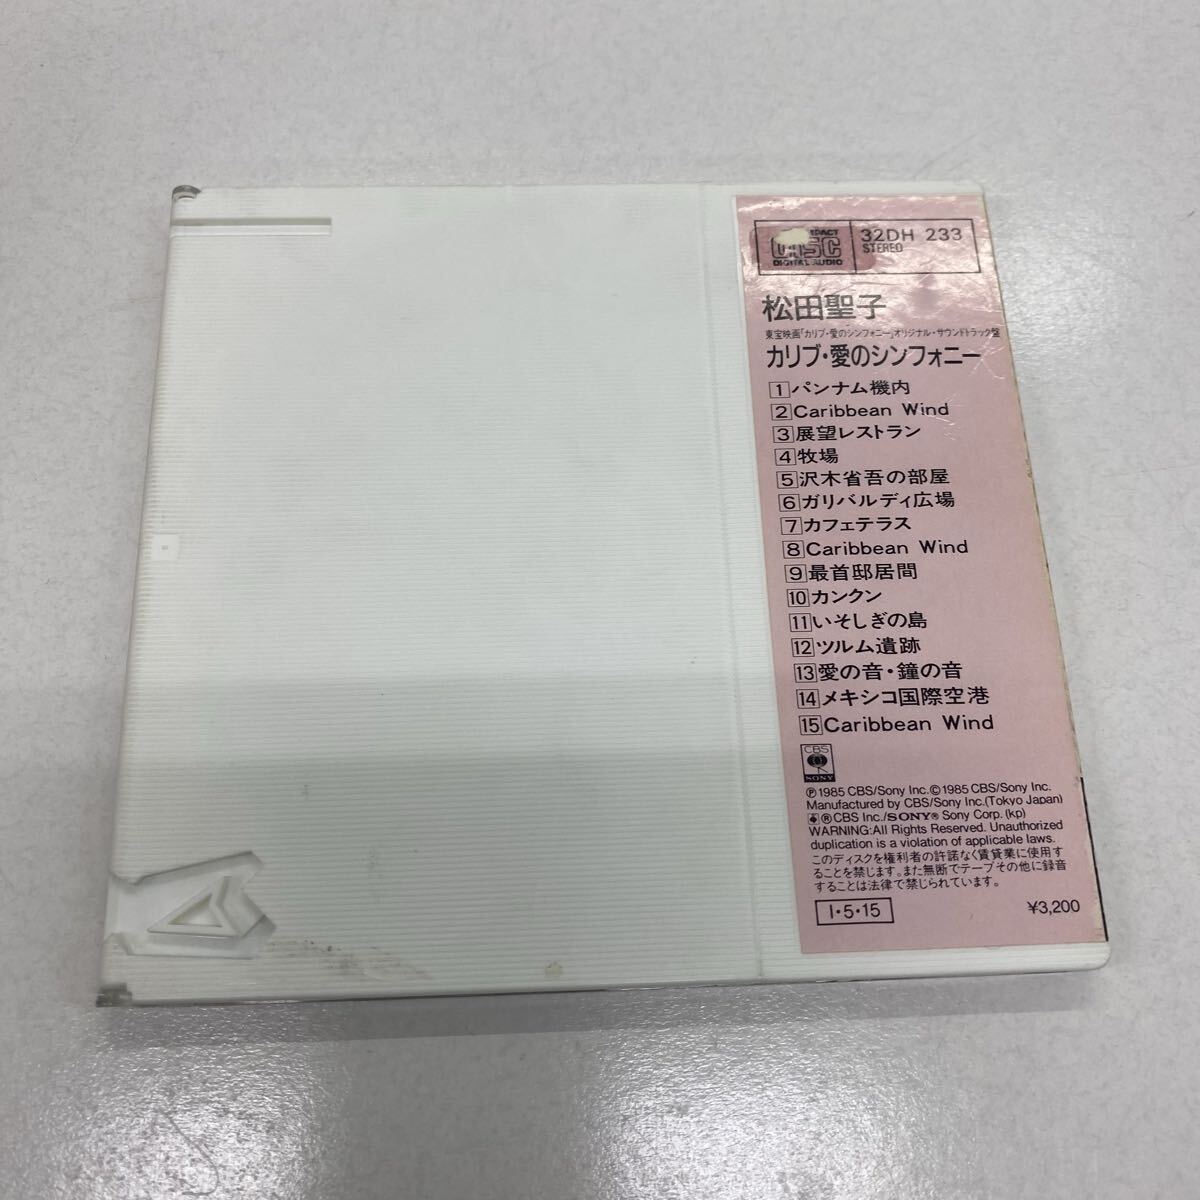 DISC
DIGITAL AUDIO
32DH 233
STEREO
松田聖子
東宝映画「カリブ・愛のシンフォニー」オリジナル・サウンドトラック盤
カリブ・愛のシンフォニー
1 パンナム機内
2 Caribbean Wind
3 展望レストラン
4 牧場
5 沢木省吾の部屋
6 ガリバルディ広場
7 カフェテラス
8 Caribbean Wind
9 最首邸居間
10 カンクン
11 いそしぎの島
12 ツルム遺跡
13 愛の音・鐘の音
14 メキシコ国際空港
15 Caribbean Wind
CBS
SONY
℗1985 CBS/Sony Inc.©1985 CBS/Sony Inc.
Manufactured by CBS/Sony Inc.(Tokyo Japan)
®CBS Inc./SONY® Sony Corp. (kp)
WARNING:All Rights Reserved. Unauthorized
duplication is a violation of applicable laws.
このディスクを権利者の許諾なく賃貸業に使用す
ることを禁じます。また無断でテープその他に録音
することは法律で禁じられています。
I・5・15
¥3,200